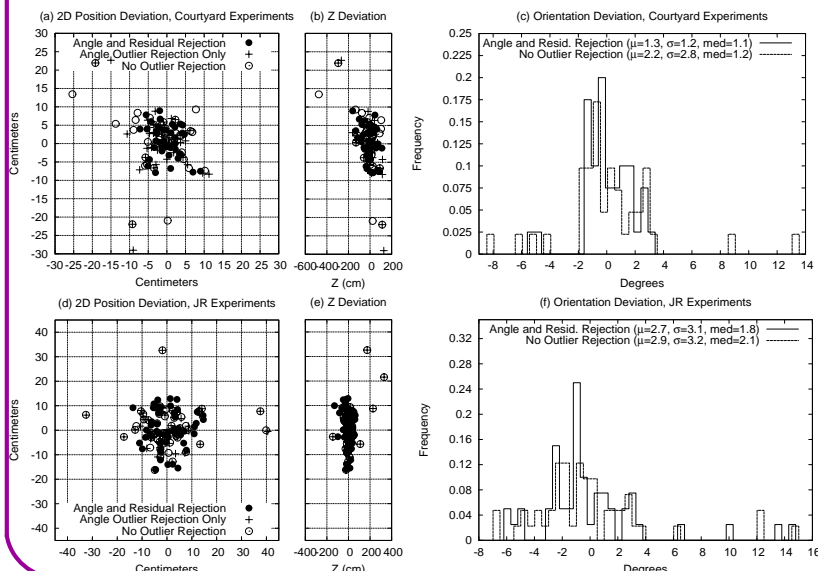 (a) 2D Position Deviation, Courtyard Experiments
Angle and Residual Rejection
Angle Outlier Rejection Only
No Outlier Rejection
Centimeters
30
25
20
15
10
5
0
-5
-10
-15
-20
-25
-30
30 -25 -20 -15 -10 -5 0 5 10 15 20 25 30
Centimeters
(b) Z Deviation
-600 -400 -200 0 200
Z (cm)
(c) Orientation Deviation, Courtyard Experiments
Angle and Resid. Rejection (μ=1.3, σ=1.2, med=1.1)
No Outlier Rejection (μ=2.2, σ=2.8, med=1.2)
Frequency
0.25
0.225
0.2
0.175
0.15
0.125
0.1
0.075
0.05
0.025
0
-8 -6 -4 -2 0 2 4 6 8 10 12 14
Degrees
(d) 2D Position Deviation, JR Experiments
Angle and Residual Rejection
Angle Outlier Rejection Only
No Outlier Rejection
Centimeters
40
30
20
10
0
-10
-20
-30
-40
-40 -30 -20 -10 0 10 20 30 40
Centimeters
(e) Z Deviation
-400 -200 0 200 400
Z (cm)
(f) Orientation Deviation, JR Experiments
Angle and Resid. Rejection (μ=2.7, σ=3.1, med=1.8)
No Outlier Rejection (μ=2.9, σ=3.2, med=2.1)
Frequency
0.32
0.28
0.24
0.2
0.16
0.12
0.08
0.04
0
-8 -6 -4 -2 0 2 4 6 8 10 12 14 16
Degrees